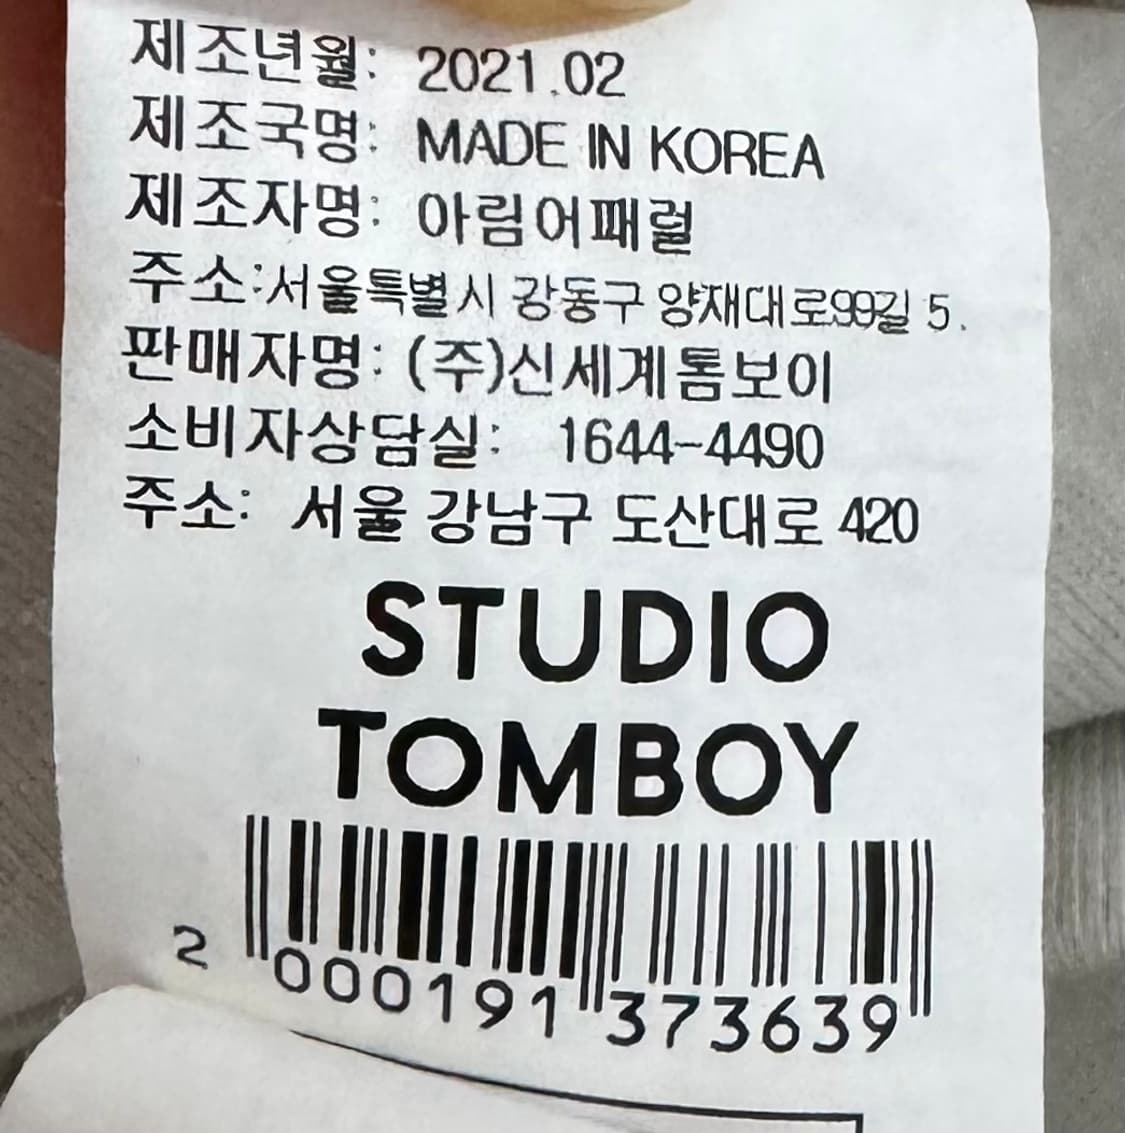 제조년월: 2021.02
제조국명: MADE IN KOREA
제조자명: 아림어패럴
주소:서울특별시 강동구 양재대로99길 5.
판매자명: (주)신세계톰보이
소비자상담실: 1644-4490
주소: 서울 강남구 도산대로 420
STUDIO
TOMBOY
2 000191 373639